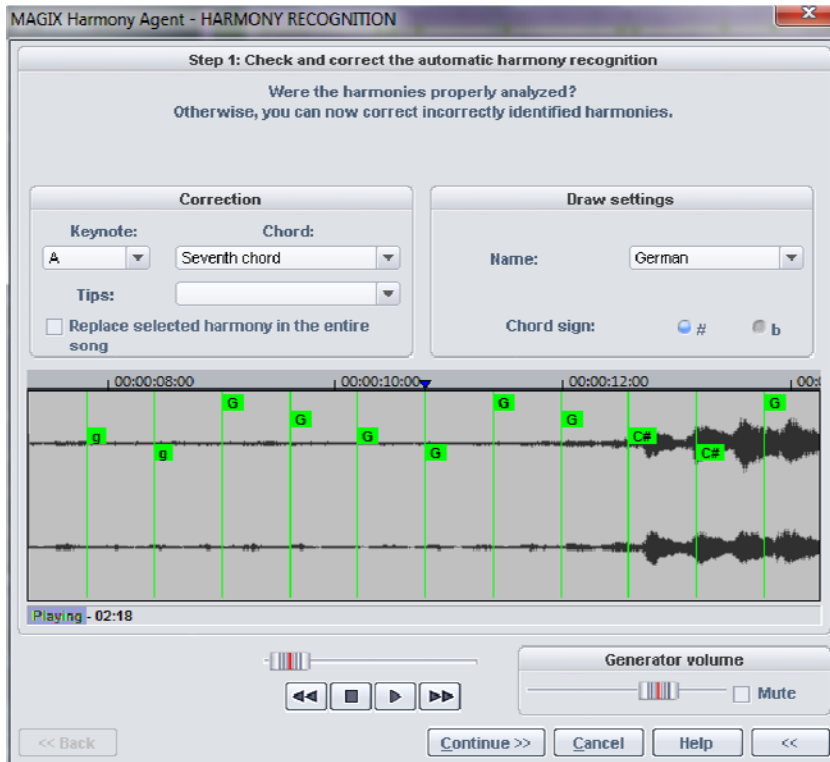 MAGIX Harmony Agent - HARMONY RECOGNITION
Step 1: Check and correct the automatic harmony recognition
Were the harmonies properly analyzed?
Otherwise, you can now correct incorrectly identified harmonies.
Correction
Draw settings
Keynote: Chord:
A Seventh chord
Name: German
Tips:
Replace selected harmony in the entire
song
Chord sign: # b
00:00:08:00 00:00:10:00 00:00:12:00
G G G
G G
g G C#
g G C#
Playing - 02:18
Generator volume
Mute
<< Back Continue >> Cancel Help <<